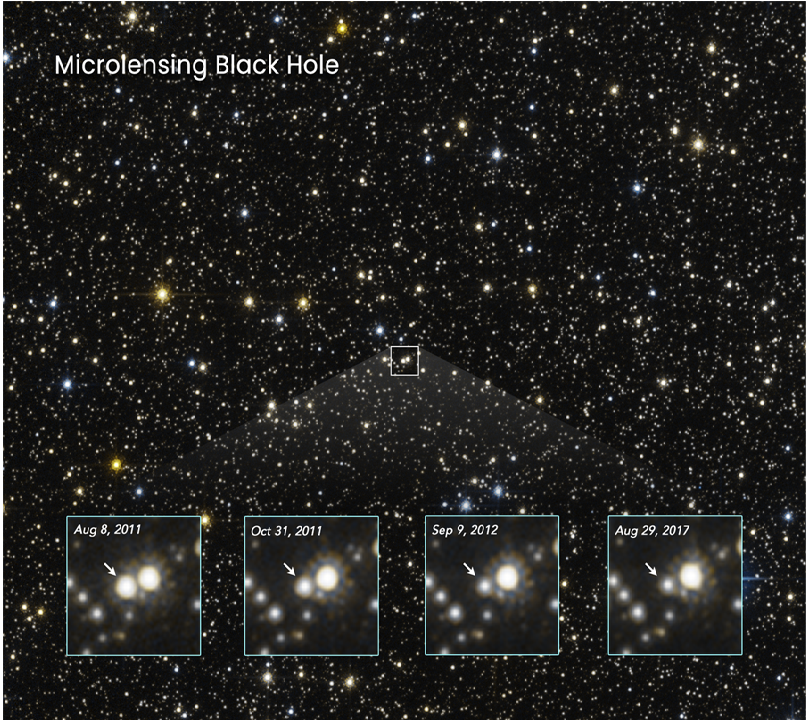 Microlensing Black Hole
Aug 8, 2011
Oct 31, 2011
Sep 9, 2012
Aug 29, 2017